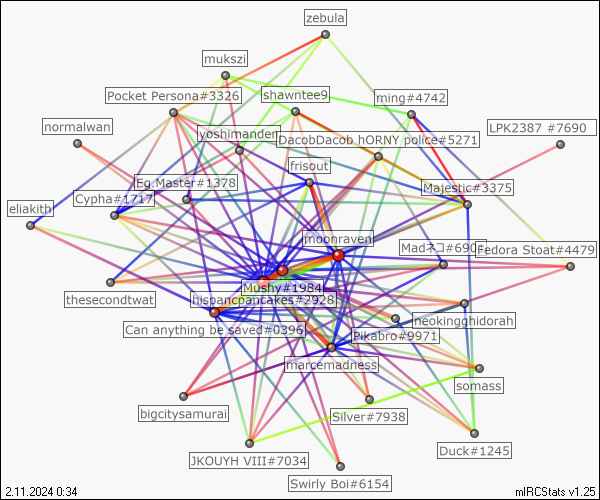 zebula
mukszi
Pocket Persona#3326
shawntee9
ming#4742
normalwan
LPK2387 #7690
yoshimanden
DacobDacob hORNY police#5271
frisout
Eg.Master#1378
Majestic#3375
Cypha#1717
eliakith
moonraven
Madネコ#690
Fedora Stoat#4479
Mushy#1984
thesecondtwat
hispancpancakes#2928
neokingghidorah
Can anything be saved#0396
Pikabro#9971
marcemadness
somass
bigcitysamurai
Silver#7938
Duck#1245
JKOUYH VIII#7034
Swirly Boi#6154
2.11.2024 0:34
mIRCStats v1.25